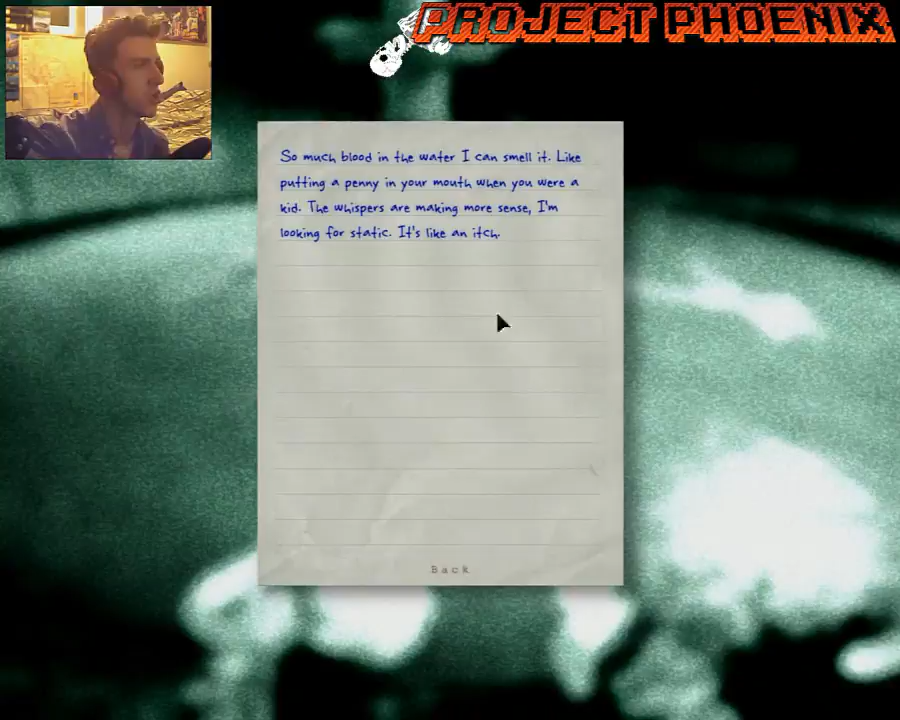 PROJECT PHOENIX
So much blood in the water I can smell it. Like
putting a penny in your mouth when you were a
kid. The whispers are making more sense, I'm
looking for static. It's like an itch.
Back